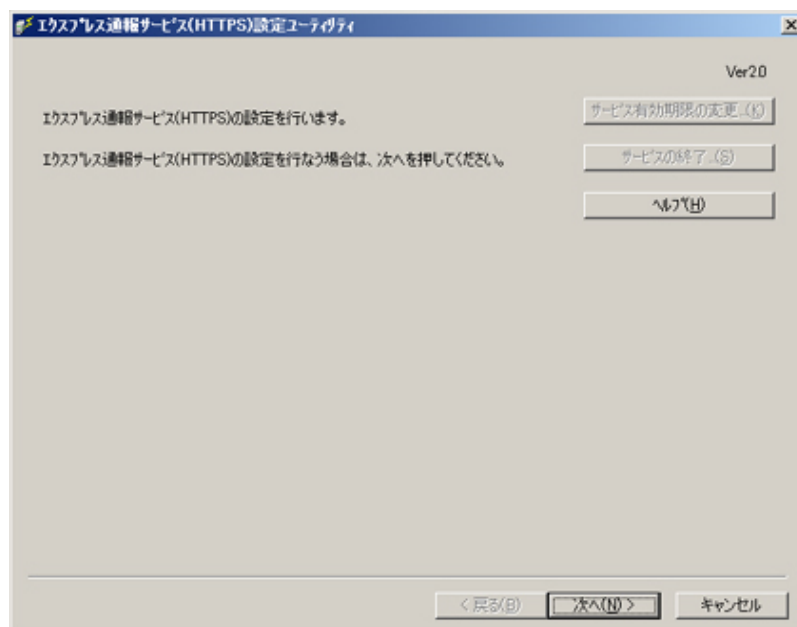 ｴｸｽﾌﾟﾚｽ通報ｻｰﾋﾞｽ(HTTPS)設定ﾕｰﾃｨﾘﾃｨ
Ver2.0
ｴｸｽﾌﾟﾚｽ通報ｻｰﾋﾞｽ(HTTPS)の設定を行います。
サービス有効期限の変更...(K)
ｴｸｽﾌﾟﾚｽ通報ｻｰﾋﾞｽ(HTTPS)の設定を行なう場合は、次へを押してください。
サービスの終了...(S)
ﾍﾙﾌﾟ(H)
< 戻る(B)
次へ(N) >
キャンセル